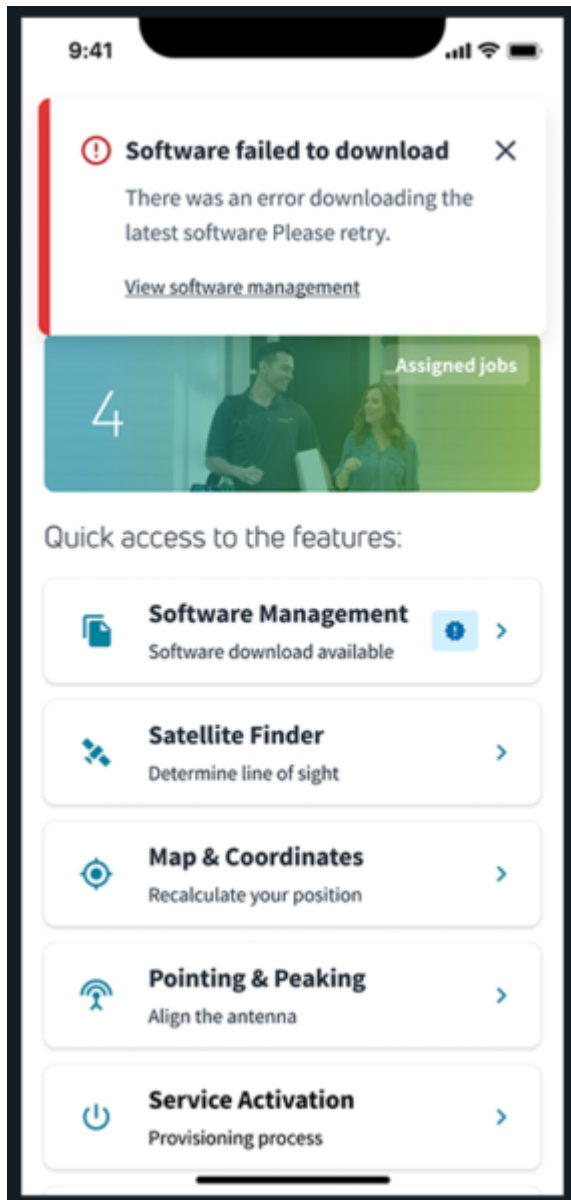 9:41
Software failed to download
There was an error downloading the
latest software Please retry.
View software management
Assigned jobs
4
Quick access to the features:
Software Management
Software download available
Satellite Finder
Determine line of sight
Map & Coordinates
Recalculate your position
Pointing & Peaking
Align the antenna
Service Activation
Provisioning process